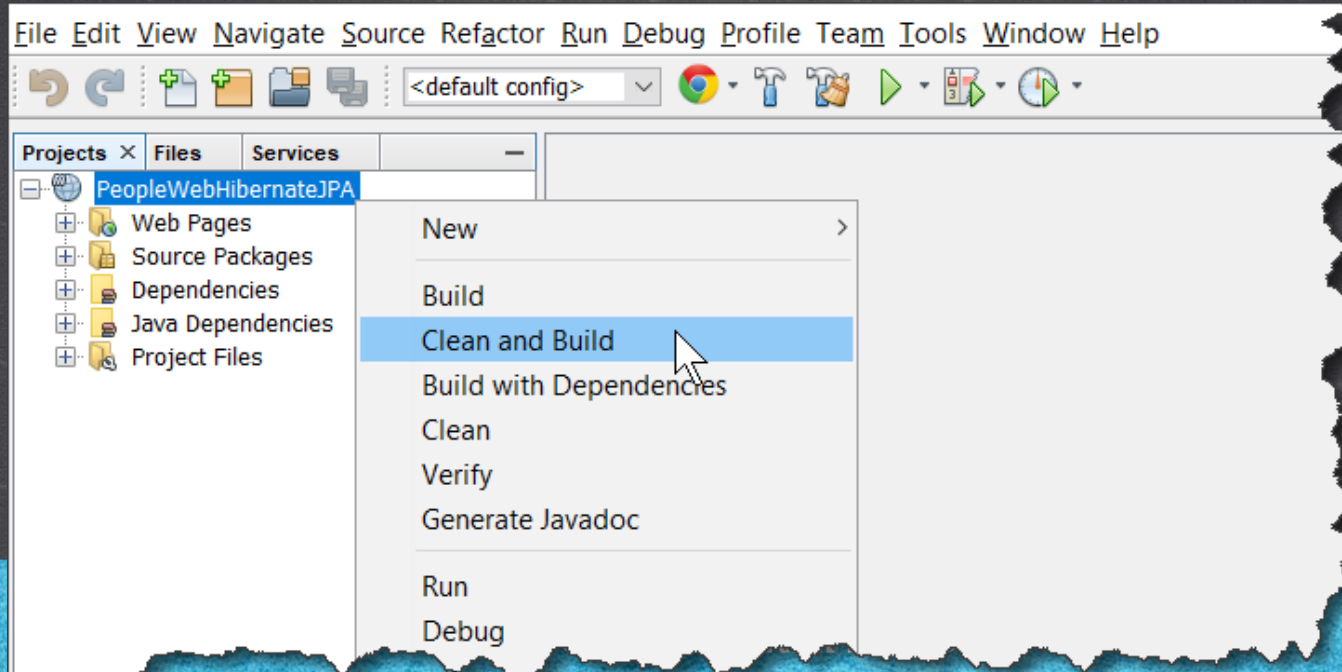 File Edit View Navigate Source Refactor Run Debug Profile Team Tools Window Help
<default config>
Projects Files Services
PeopleWebHibernateJPA
Web Pages
Source Packages
Dependencies
Java Dependencies
Project Files
New
Build
Clean and Build
Build with Dependencies
Clean
Verify
Generate Javadoc
Run
Debug